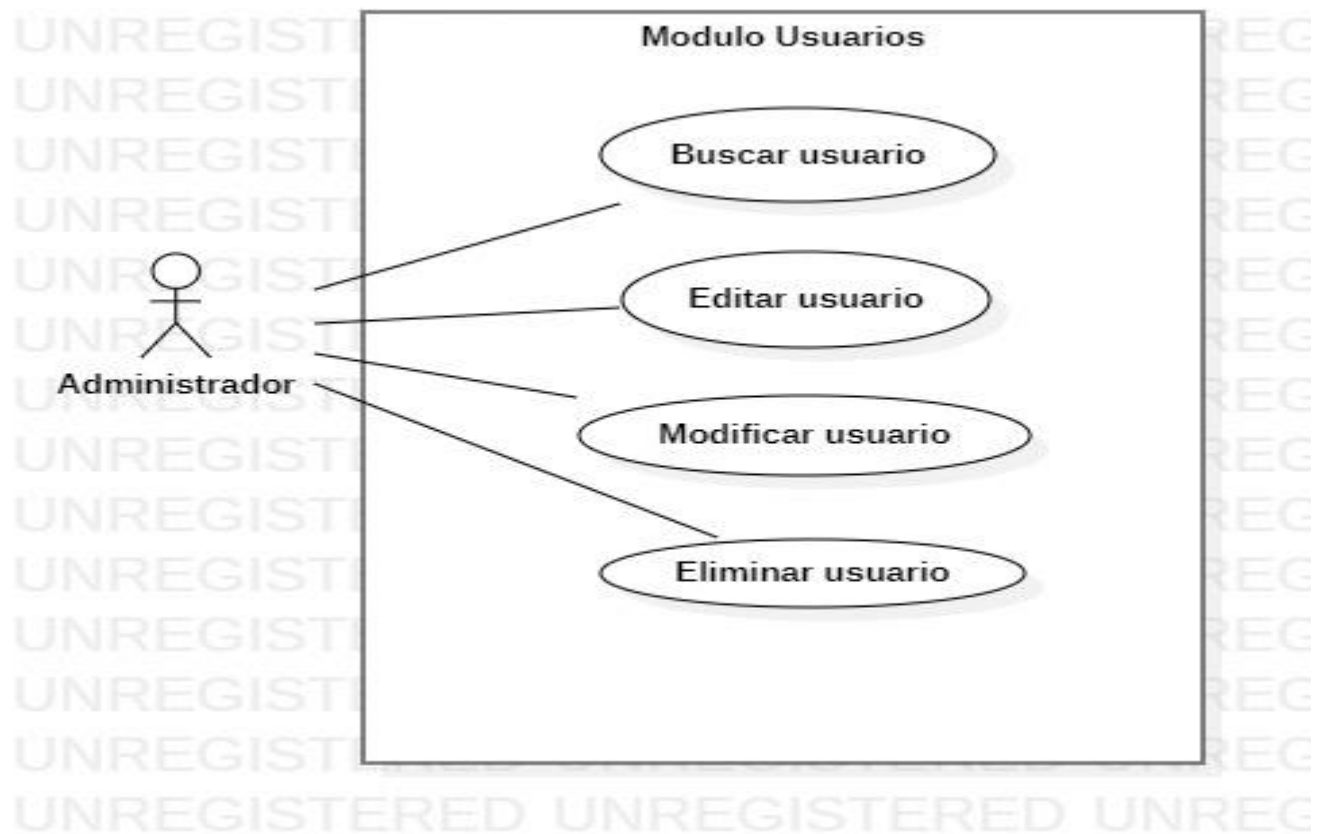 Modulo Usuarios
Buscar usuario
Editar usuario
Administrador
Modificar usuario
Eliminar usuario
UNREGISTERED UNREGISTERED UNREG